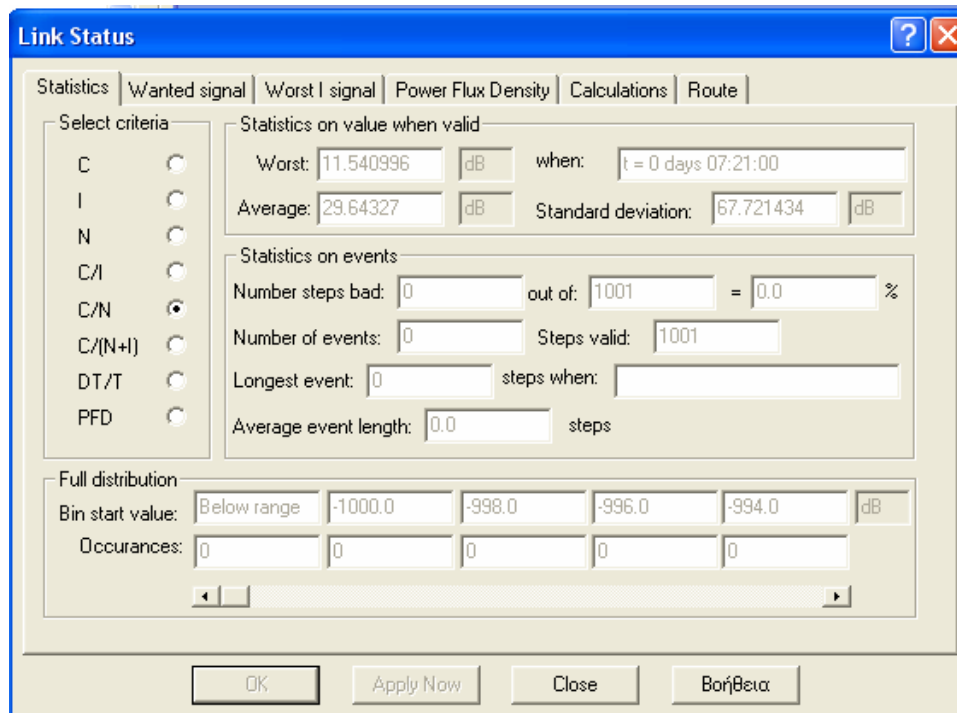 Link Status
Statistics Wanted signal Worst I signal Power Flux Density Calculations Route
Select criteria
C
I
N
C/I
C/N
C/(N+I)
DT/T
PFD
Statistics on value when valid
Worst: 11.540996 dB when: t = 0 days 07:21:00
Average: 29.64327 dB Standard deviation: 67.721434 dB
Statistics on events
Number steps bad: 0 out of: 1001 = 0.0 %
Number of events: 0 Steps valid: 1001
Longest event: 0 steps when:
Average event length: 0.0 steps
Full distribution
Bin start value: Below range -1000.0 -998.0 -996.0 -994.0 dB
Occurances: 0 0 0 0 0
OK Apply Now Close Βοήθεια